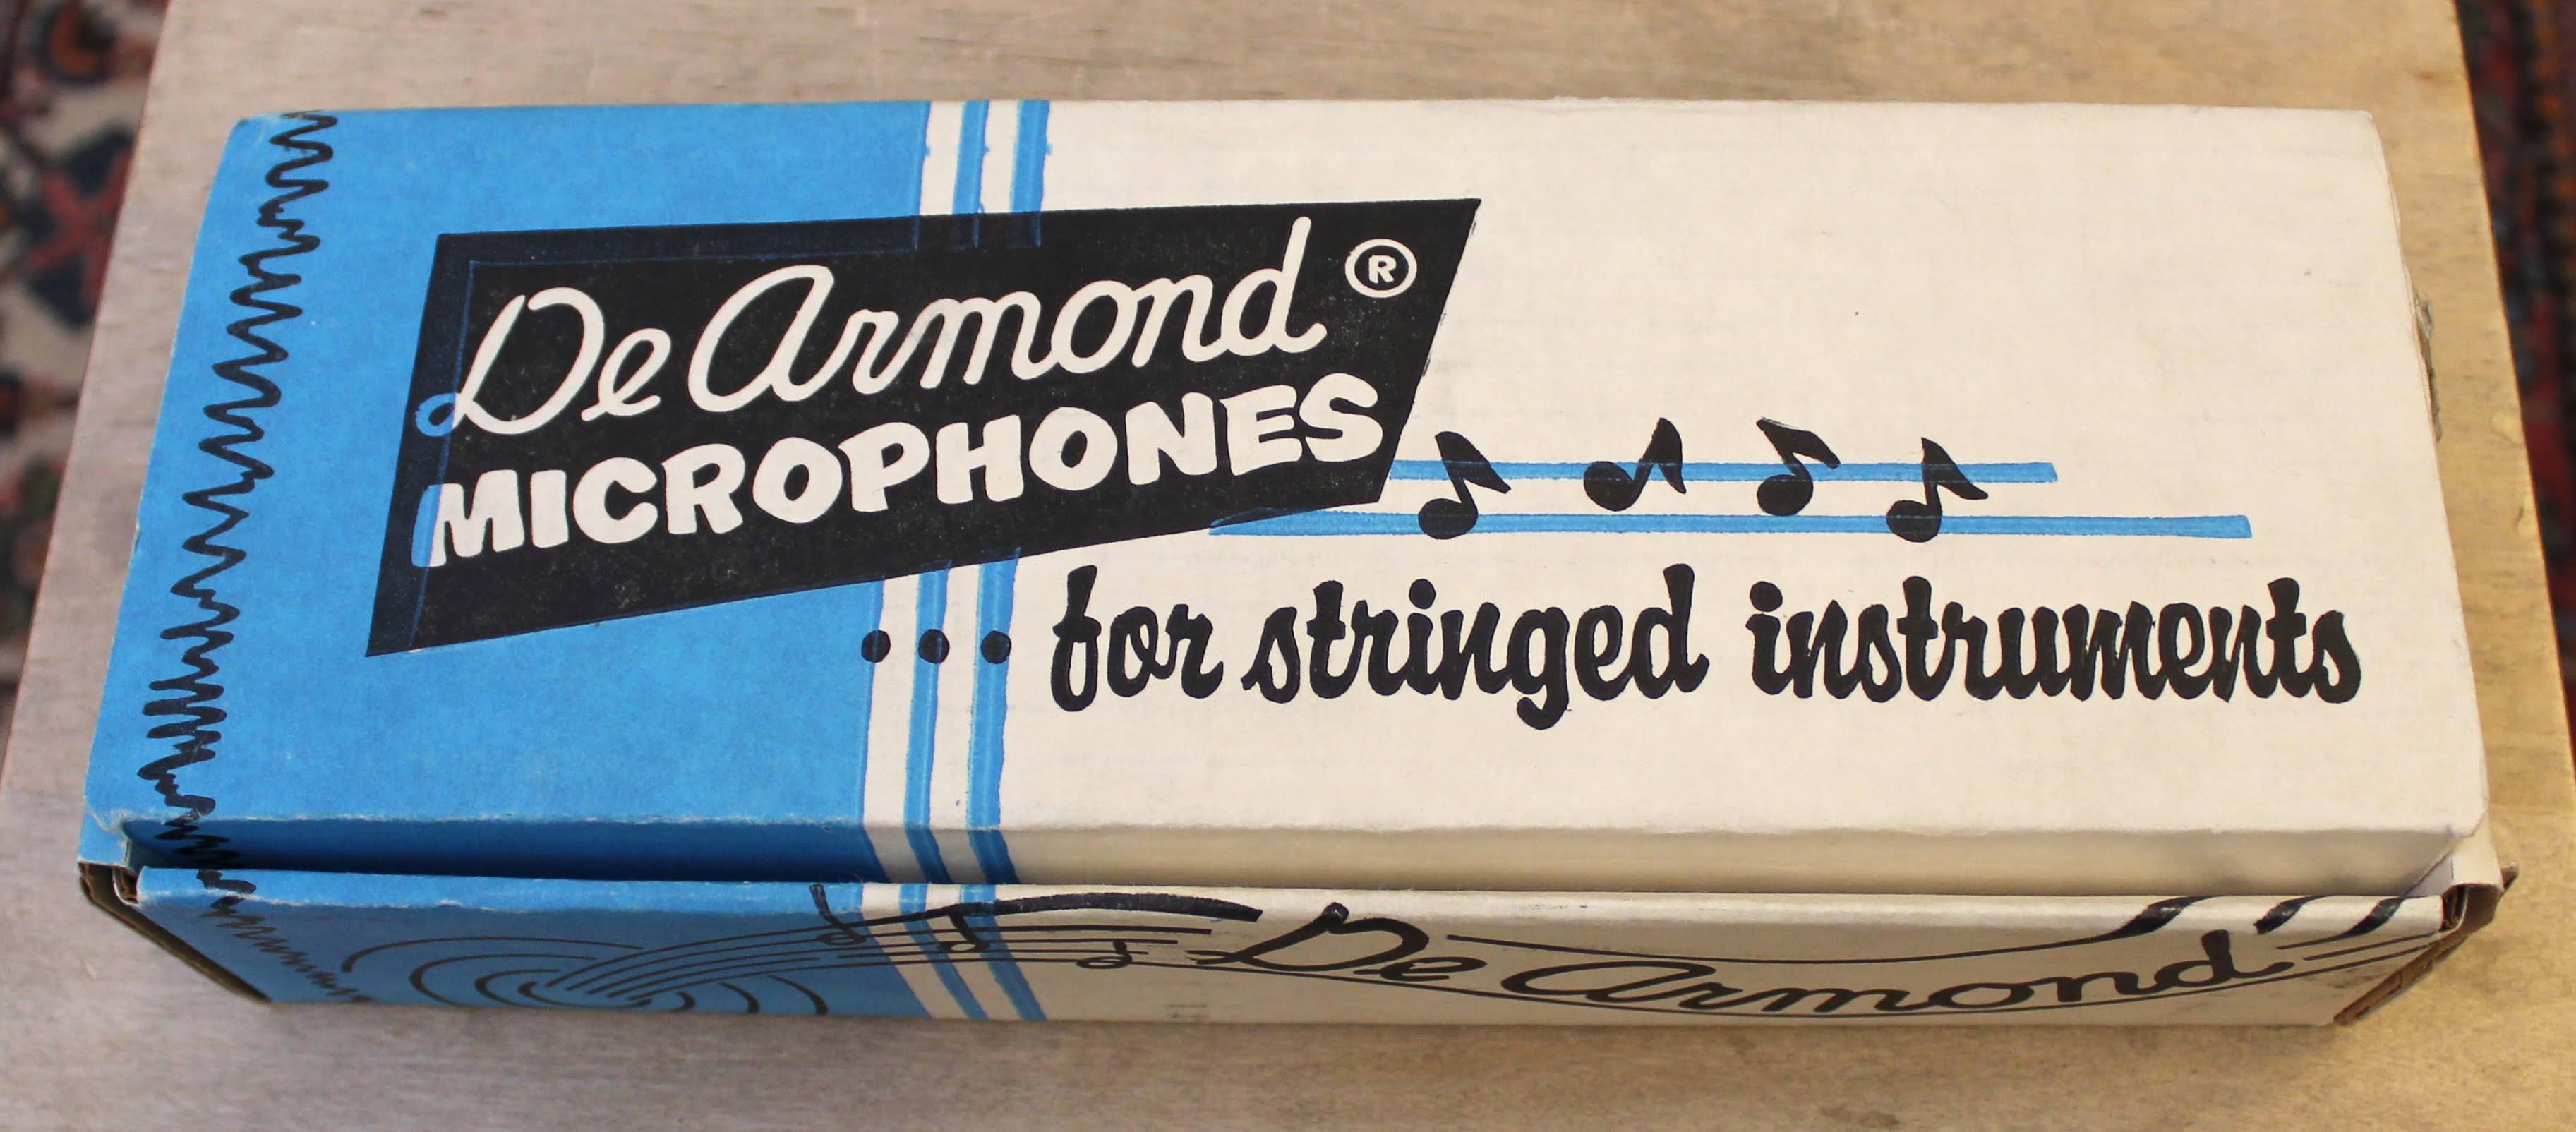 De Armond ®
MICROPHONES
... for stringed instruments
De Armond